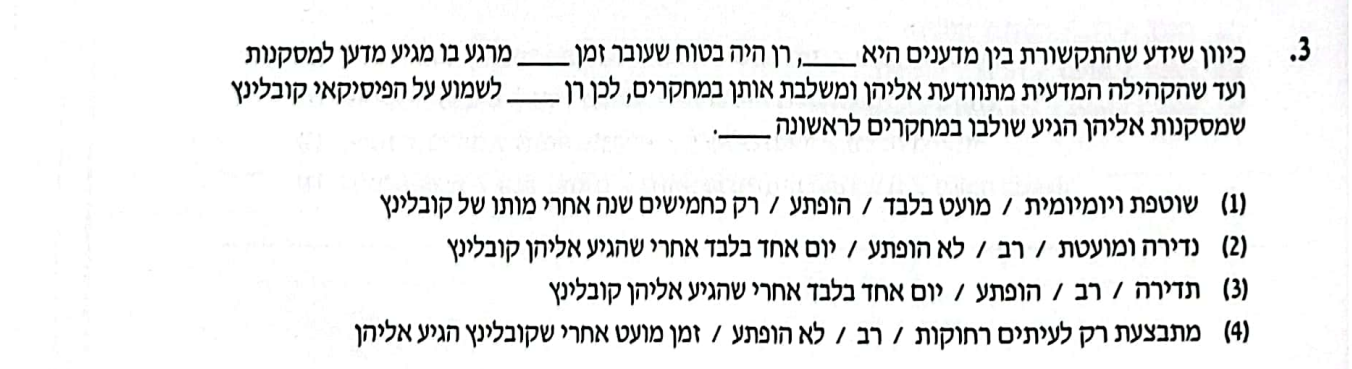 3. כיוון שידע שהתקשורת בין מדענים היא ____, רן היה בטוח שעובר זמן ____ מרגע בו מגיע מדען למסקנות
ועד שהקהילה המדעית מתוודעת אליהן ומשלבת אותן במחקרים, לכן רן ____ לשמוע על הפיסיקאי קובלינץ
שמסקנות אליהן הגיע שולבו במחקרים לראשונה ____.
(1) שוטפת ויומיומית / מועט בלבד / הופתע / רק כחמישים שנה אחרי מותו של קובלינץ
(2) נדירה ומועטת / רב / לא הופתע / יום אחד בלבד אחרי שהגיע אליהן קובלינץ
(3) תדירה / רב / הופתע / יום אחד בלבד אחרי שהגיע אליהן קובלינץ
(4) מתבצעת רק לעיתים רחוקות / רב / לא הופתע / זמן מועט אחרי שקובלינץ הגיע אליהן